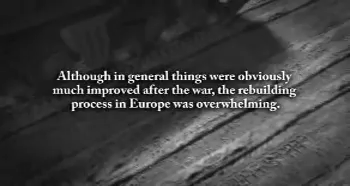 Although in general things were obviously
much improved after the war, the rebuilding
process in Europe was overwhelming.